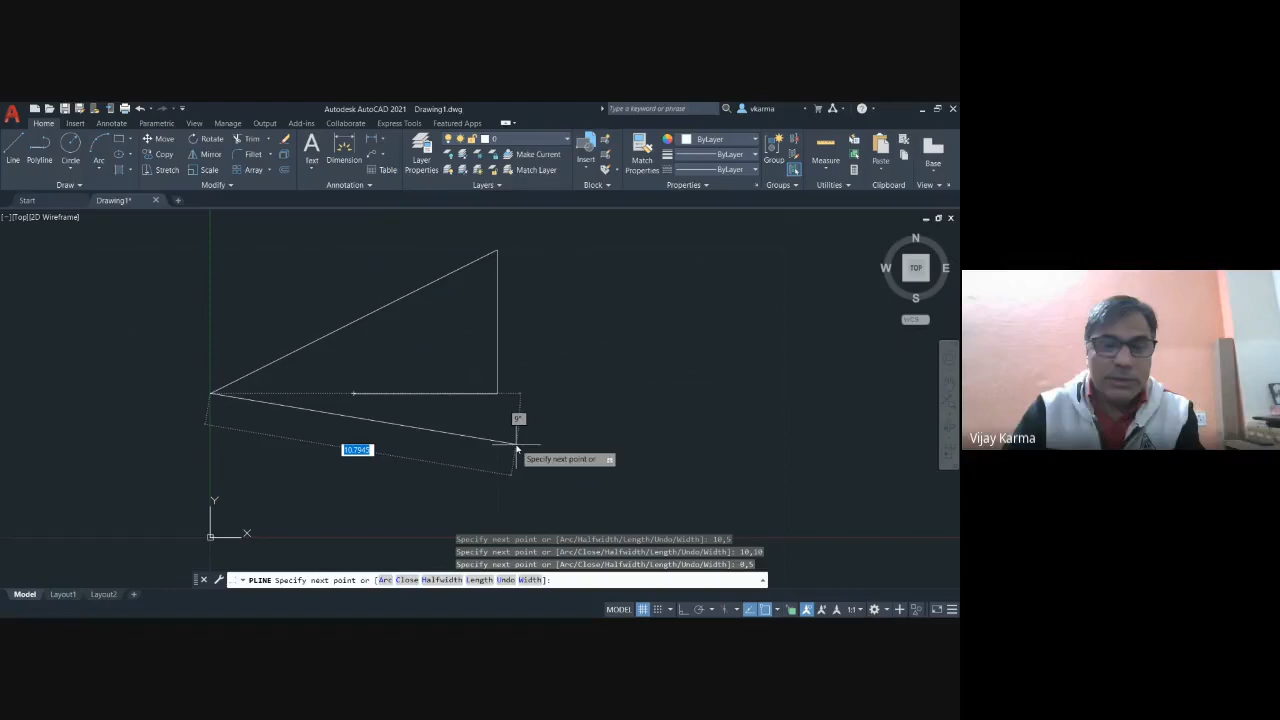 Autodesk AutoCAD 2021 Drawing1.dwg
Type a keyword or phrase
vkarma
Home Insert Annotate Parametric View Manage Output Add-ins Collaborate Express Tools Featured Apps
Line Polyline Circle Arc
Move Rotate Trim
Copy Mirror Fillet
Stretch Scale Array
Text Dimension Table
Layer Properties
0
Make Current
Match Layer
Insert
Match Properties
ByLayer
ByLayer
ByLayer
Group
Measure
Paste
Base
Draw Modify Annotation Layers Block Properties Groups Utilities Clipboard View
Start Drawing1*
[−][Top][2D Wireframe]
N
W TOP E
S
WCS
9°
10.7945
Specify next point or
Y
X
Specify next point or [Arc/Halfwidth/Length/Undo/Width]: 10,5
Specify next point or [Arc/Close/Halfwidth/Length/Undo/Width]: 10,10
Specify next point or [Arc/Close/Halfwidth/Length/Undo/Width]: 0,5
PLINE Specify next point or [Arc Close Halfwidth Length Undo Width]:
Model Layout1 Layout2
MODEL 1:1
Vijay Karma